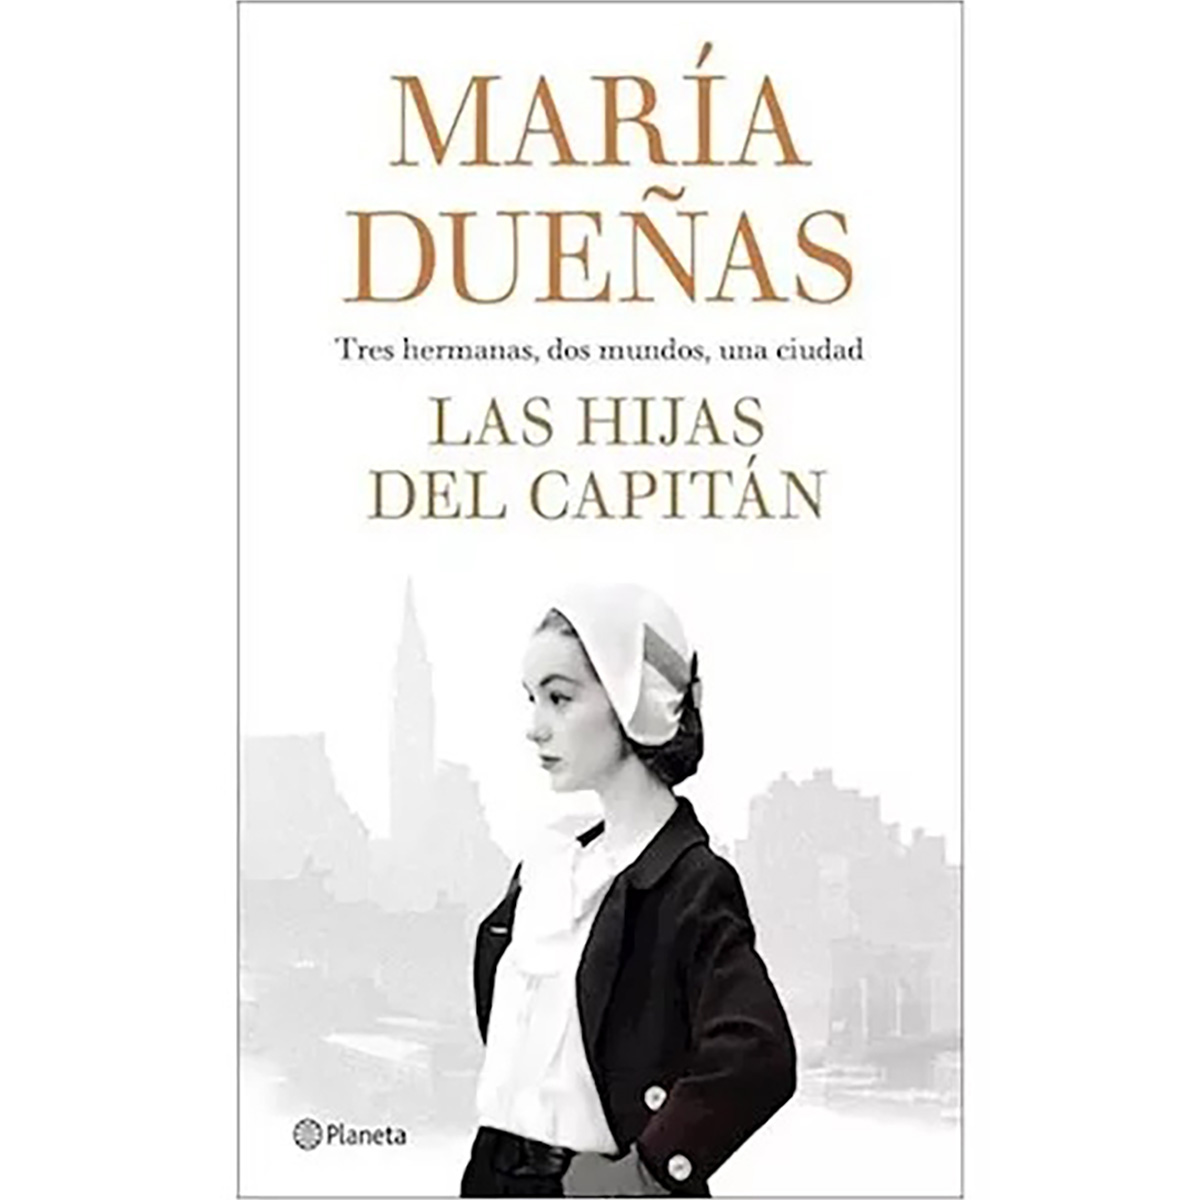 MARÍA
DUEÑAS
Tres hermanas, dos mundos, una ciudad
LAS HIJAS
DEL CAPITÁN
Planeta